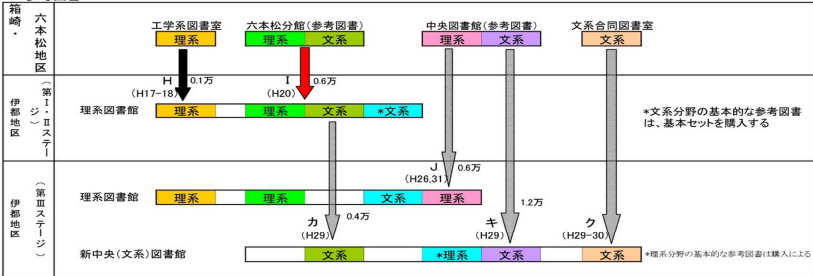 箱崎・
六本松地区
工学系図書室
理系
六本松分館(参考図書)
理系 文系
中央図書館(参考図書)
理系 文系
文系合同図書室
文系
伊都地区
(第Ⅰ・Ⅱステージ)
H 0.1万
(H17-18)
I 0.6万
(H20)
理系図書館
理系 理系 文系 *文系
*文系分野の基本的な参考図書
は、基本セットを購入する
伊都地区
(第Ⅲステージ)
J 0.6万
(H26,31)
理系図書館
理系 理系 文系 理系
カ 0.4万
(H29)
キ 1.2万
(H29)
ク
(H29-30)
新中央(文系)図書館
文系 *理系 文系 文系
*理系分野の基本的な参考図書は購入による